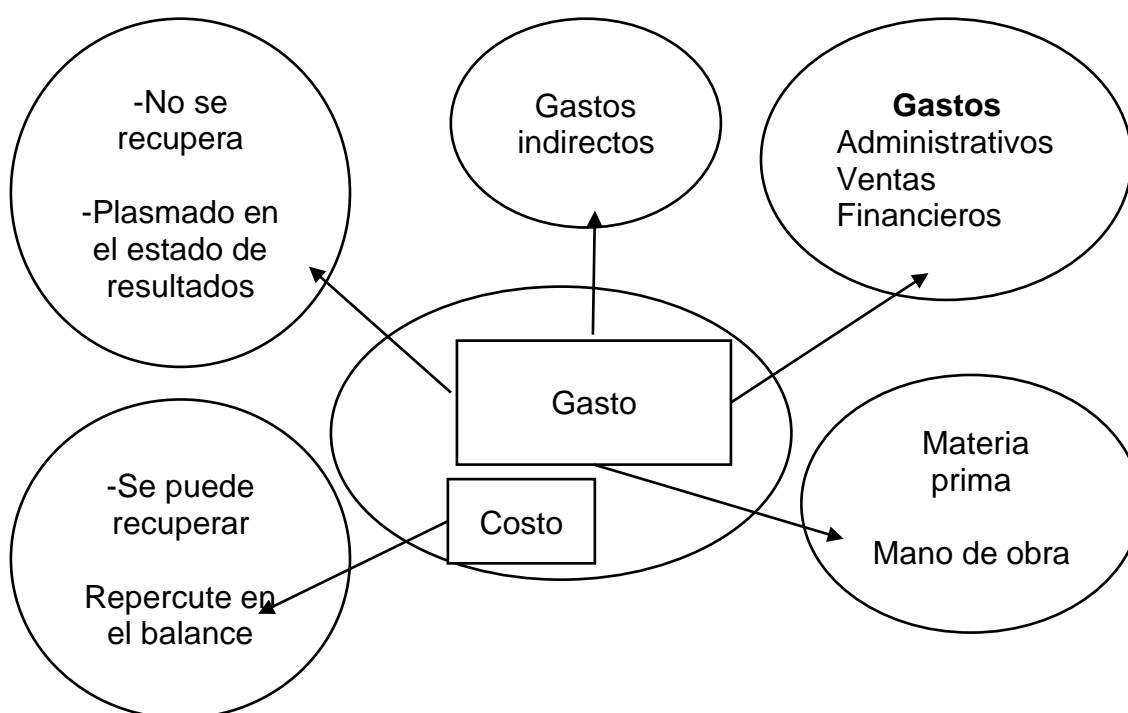 -No se
recupera
-Plasmado en
el estado de
resultados
Gastos
indirectos
Gastos
Administrativos
Ventas
Financieros
Gasto
Costo
-Se puede
recuperar
Repercute en
el balance
Materia
prima
Mano de obra